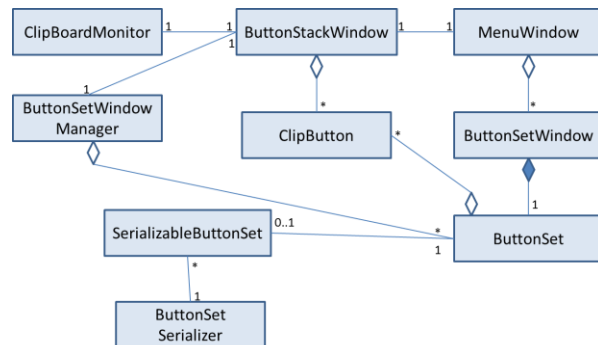 ClipBoardMonitor
1
1
ButtonStackWindow
1
1
1
MenuWindow
1
ButtonSetWindow
Manager
*
ClipButton
*
*
ButtonSetWindow
1
SerializableButtonSet
0..1
*
1
ButtonSet
*
1
ButtonSet
Serializer